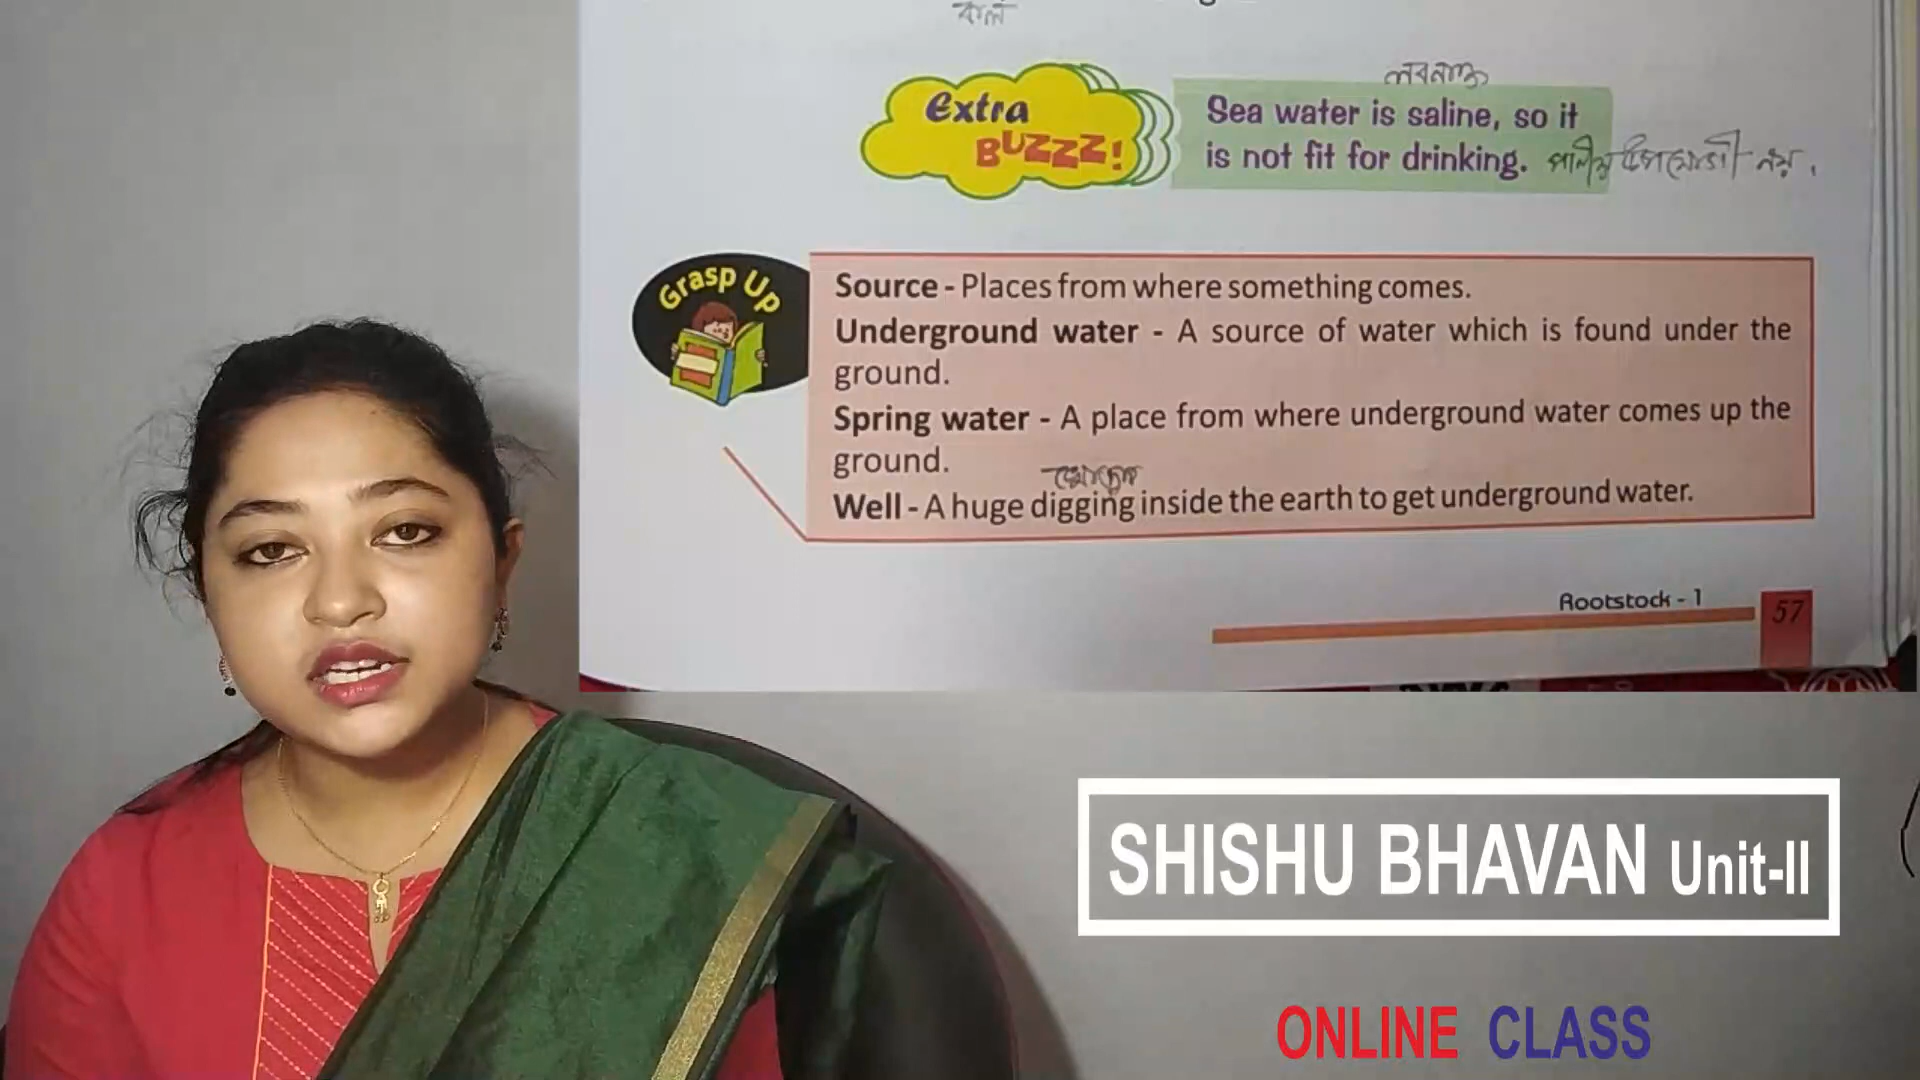 লবনাক্ত
Extra
BUZZZ!
Sea water is saline, so it
is not fit for drinking. পানীয় উপযোগী নয়.
Grasp Up
Source - Places from where something comes.
Underground water - A source of water which is found under the
ground.
Spring water - A place from where underground water comes up the
ground.
Well - A huge digging inside the earth to get underground water.
Rootstock - 1
57
SHISHU BHAVAN Unit-II
ONLINE CLASS